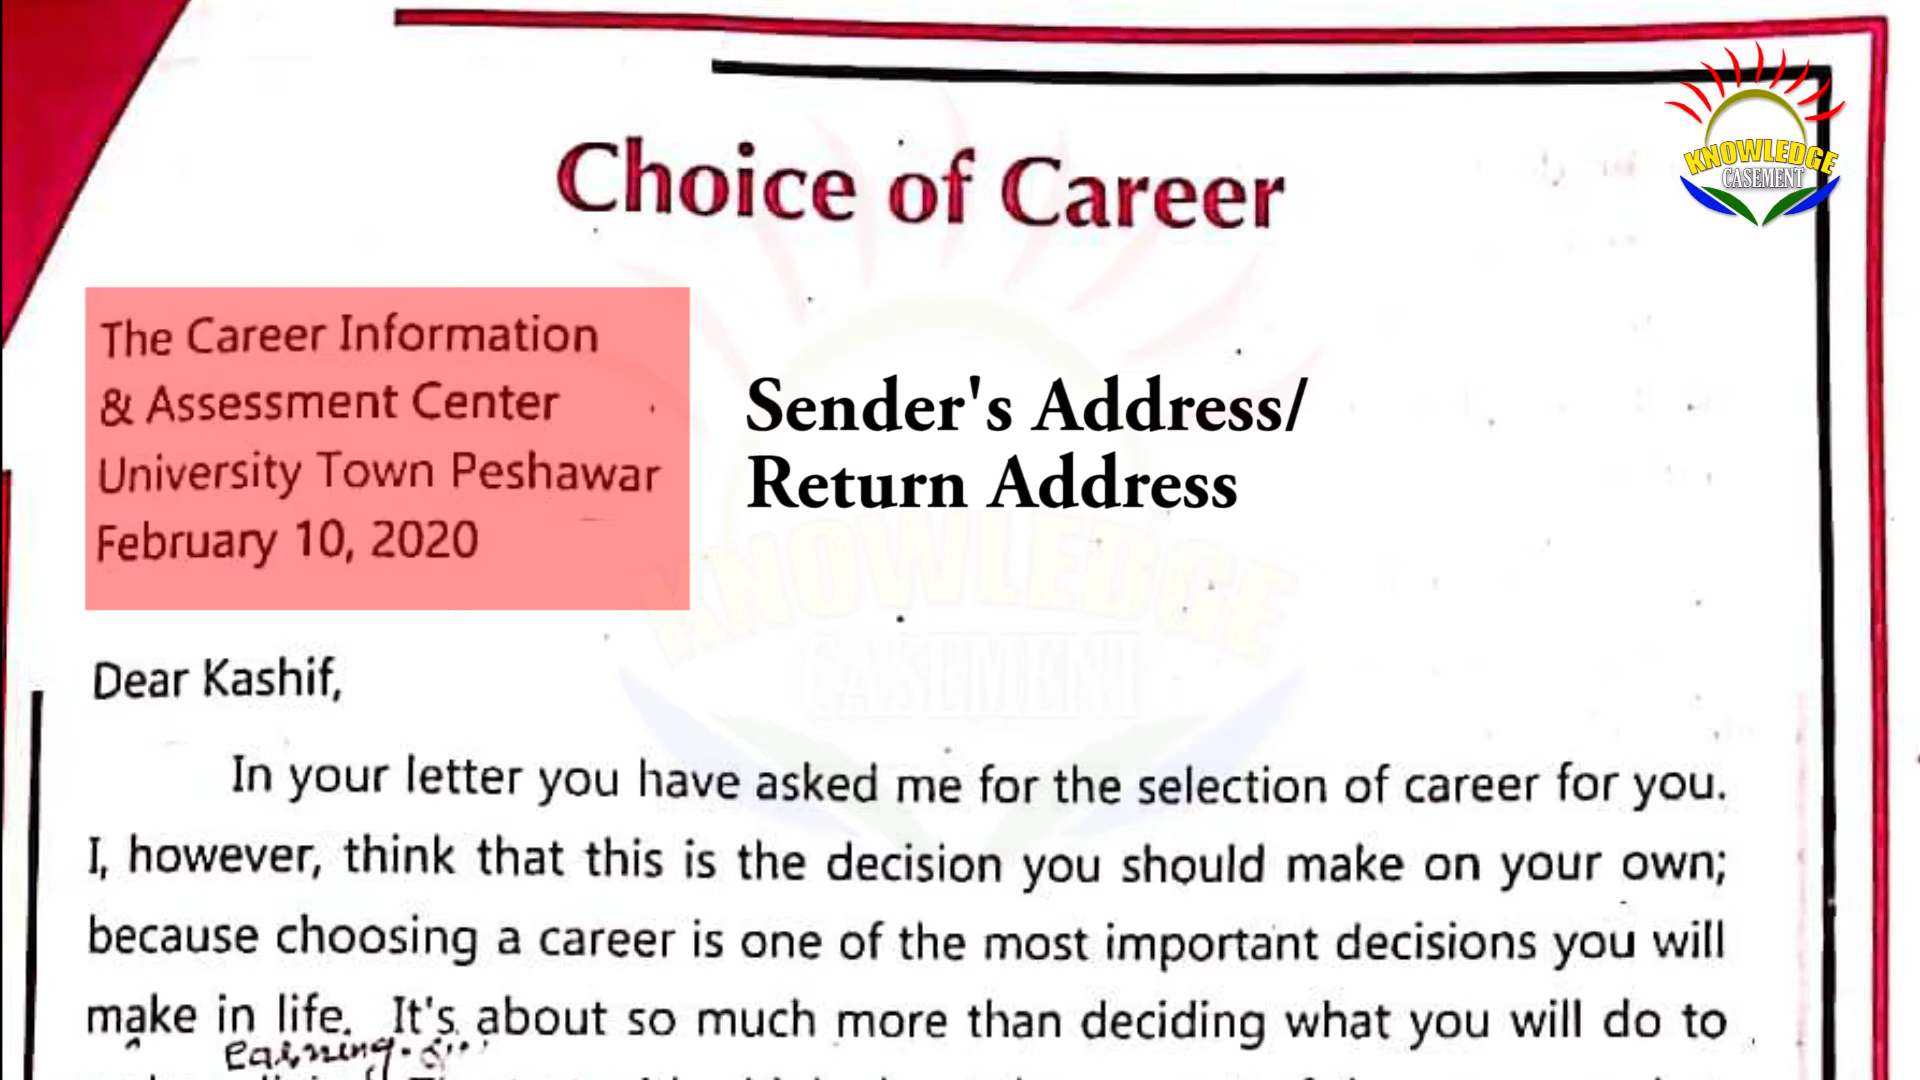 Choice of Career
KNOWLEDGE
CASEMENT
The Career Information
& Assessment Center
University Town Peshawar
February 10, 2020
Sender's Address/
Return Address
KNOWLEDGE
CASEMENT
Dear Kashif,
In your letter you have asked me for the selection of career for you.
I, however, think that this is the decision you should make on your own;
because choosing a career is one of the most important decisions you will
make in life. It's about so much more than deciding what you will do to
earning.